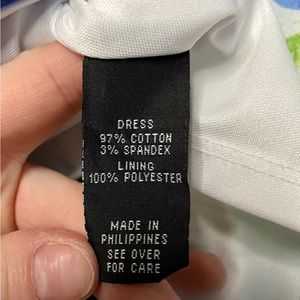 DRESS
97% COTTON
3% SPANDEX
LINING
100% POLYESTER
MADE IN
PHILIPPINES
SEE OVER
FOR CARE